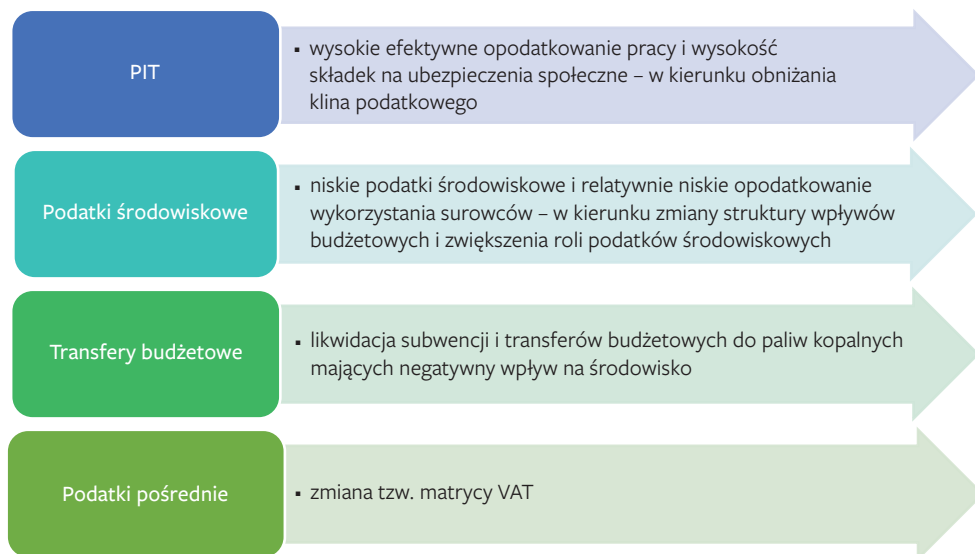 PIT
▪ wysokie efektywne opodatkowanie pracy i wysokość
składek na ubezpieczenia społeczne – w kierunku obniżania
klina podatkowego
Podatki środowiskowe
▪ niskie podatki środowiskowe i relatywnie niskie opodatkowanie
wykorzystania surowców – w kierunku zmiany struktury wpływów
budżetowych i zwiększenia roli podatków środowiskowych
Transfery budżetowe
▪ likwidacja subwencji i transferów budżetowych do paliw kopalnych
mających negatywny wpływ na środowisko
Podatki pośrednie
▪ zmiana tzw. matrycy VAT